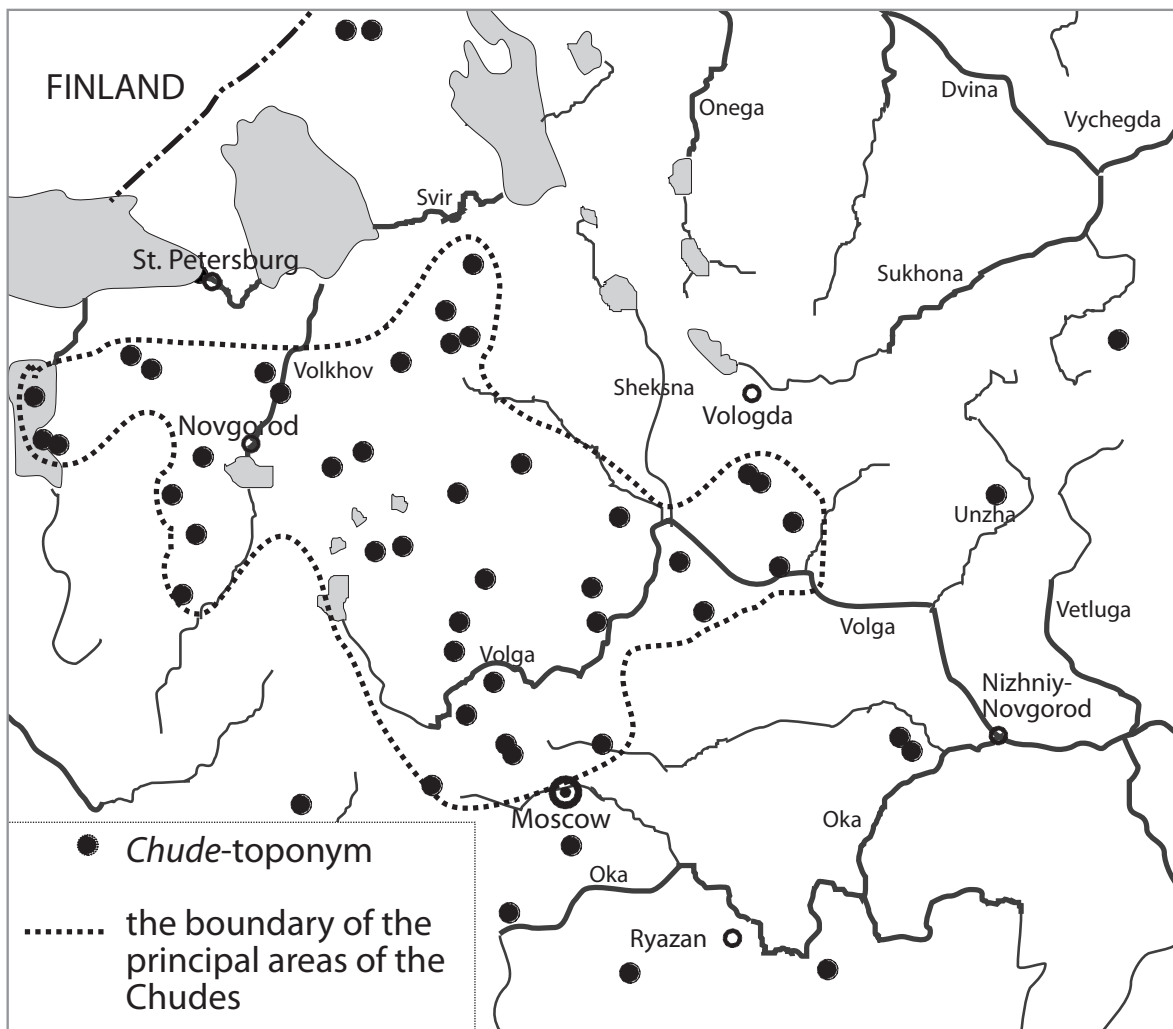 FINLAND
Onega
Dvina
Vychegda
Svir
St. Petersburg
Sukhona
Volkhov
Sheksna
Vologda
Novgorod
Unzha
Vetluga
Volga
Volga
Nizhniy-
Novgorod
Moscow
Oka
Oka
Ryazan
Chude-toponym
the boundary of the
principal areas of the
Chudes